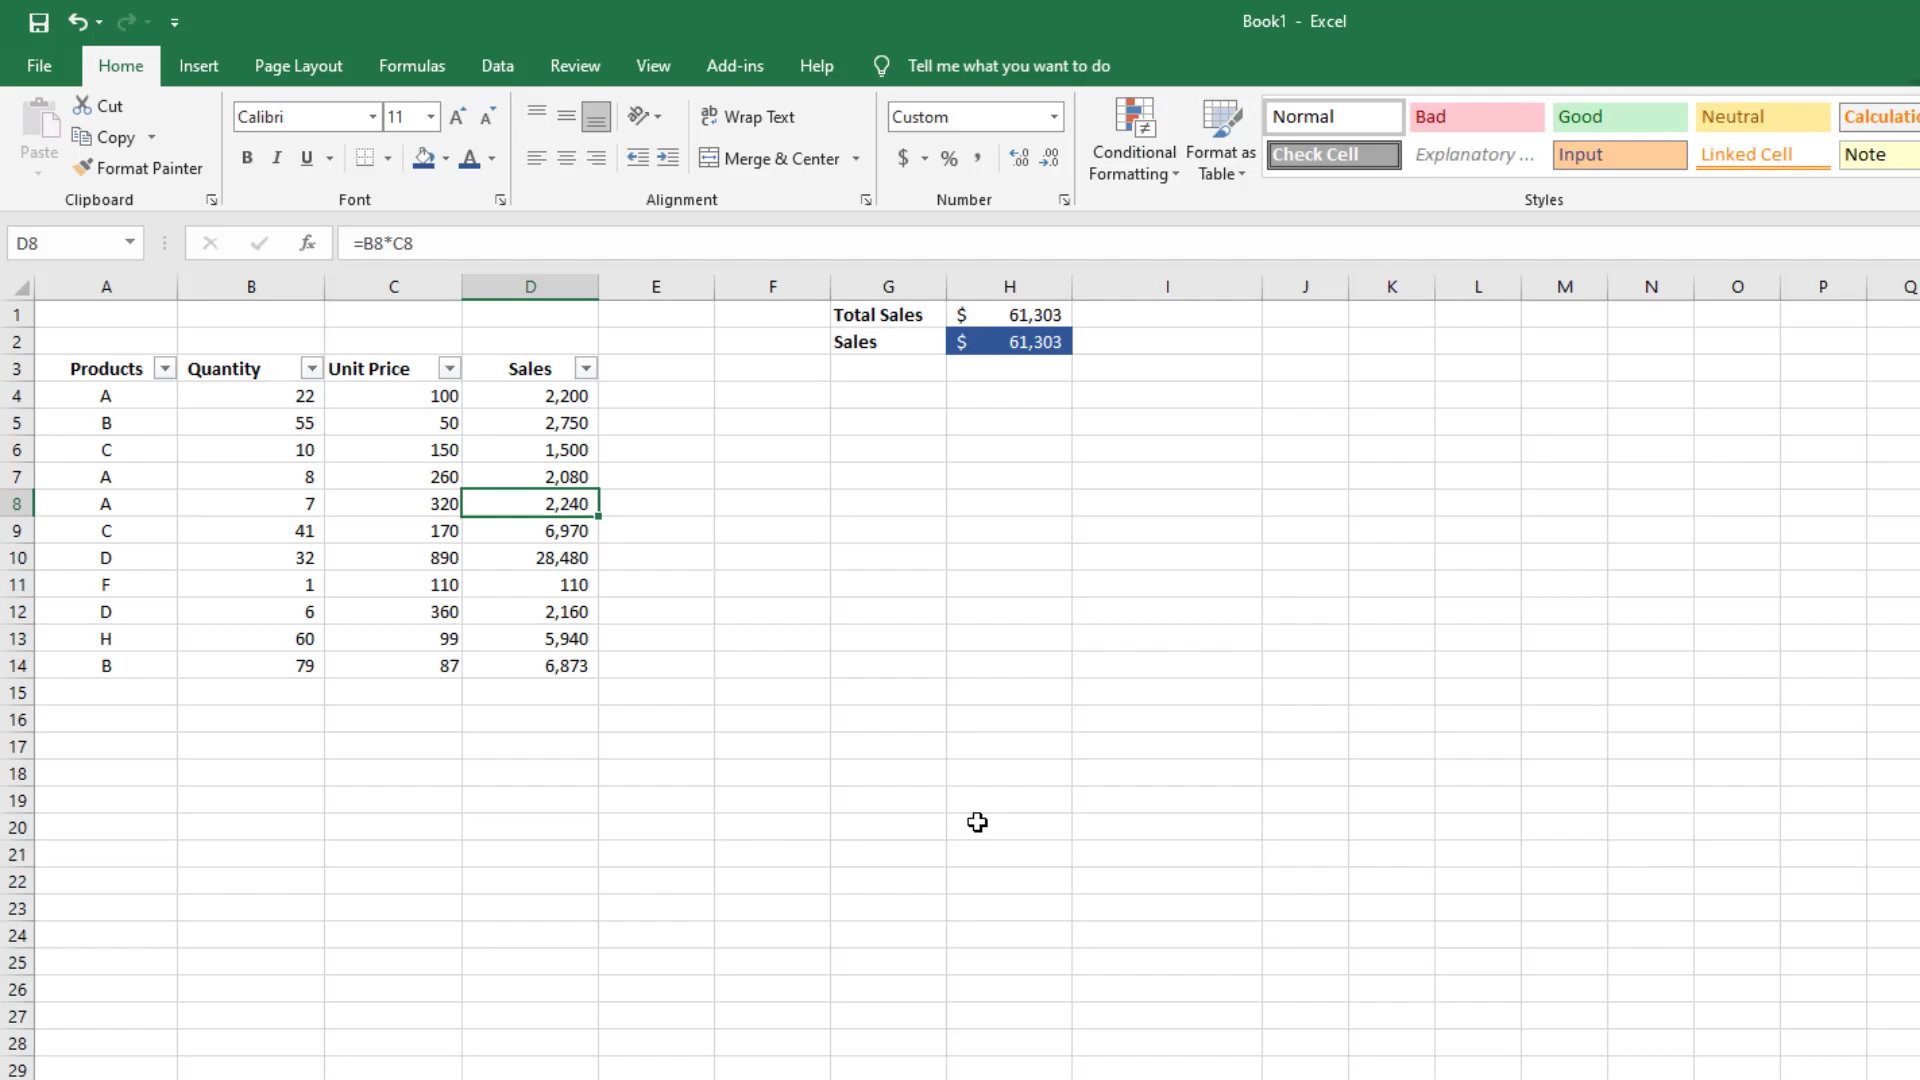 Book1 - Excel
File Home Insert Page Layout Formulas Data Review View Add-ins Help Tell me what you want to do
Paste Cut Copy Format Painter Clipboard
Calibri 11 A A B I U A Font
ab Wrap Text Merge & Center Alignment
Custom $ % , .0 .00 .00 .0 Number
Conditional Formatting Format as Table
Normal Bad Good Neutral
Check Cell Explanatory ... Input Linked Cell Note
Styles
D8 fx =B8*C8
A B C D E F G H I J K L M N O P Q
1 Total Sales $ 61,303
2 Sales $ 61,303
3 Products Quantity Unit Price Sales
4 A 22 100 2,200
5 B 55 50 2,750
6 C 10 150 1,500
7 A 8 260 2,080
8 A 7 320 2,240
9 C 41 170 6,970
10 D 32 890 28,480
11 F 1 110 110
12 D 6 360 2,160
13 H 60 99 5,940
14 B 79 87 6,873
15
16
17
18
19
20
21
22
23
24
25
26
27
28
29